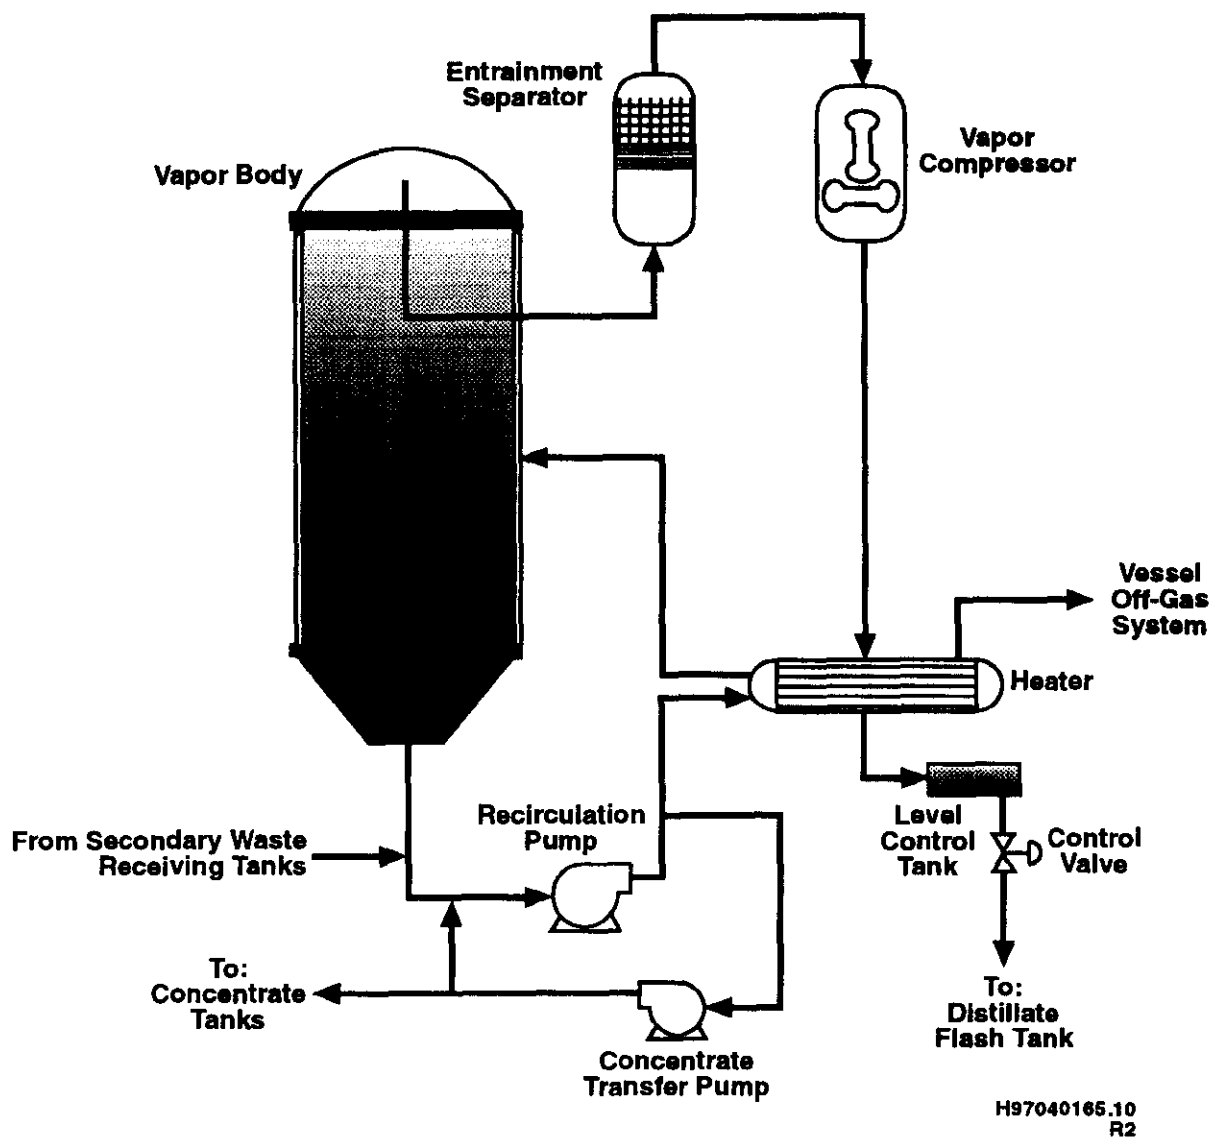 Entrainment
Separator
Vapor
Compressor
Vapor Body
Vessel
Off-Gas
System
Heater
Recirculation
Pump
Level
Control
Tank
Control
Valve
From Secondary Waste
Receiving Tanks
To:
Concentrate
Tanks
To:
Distillate
Flash Tank
Concentrate
Transfer Pump
H97040165.10
R2